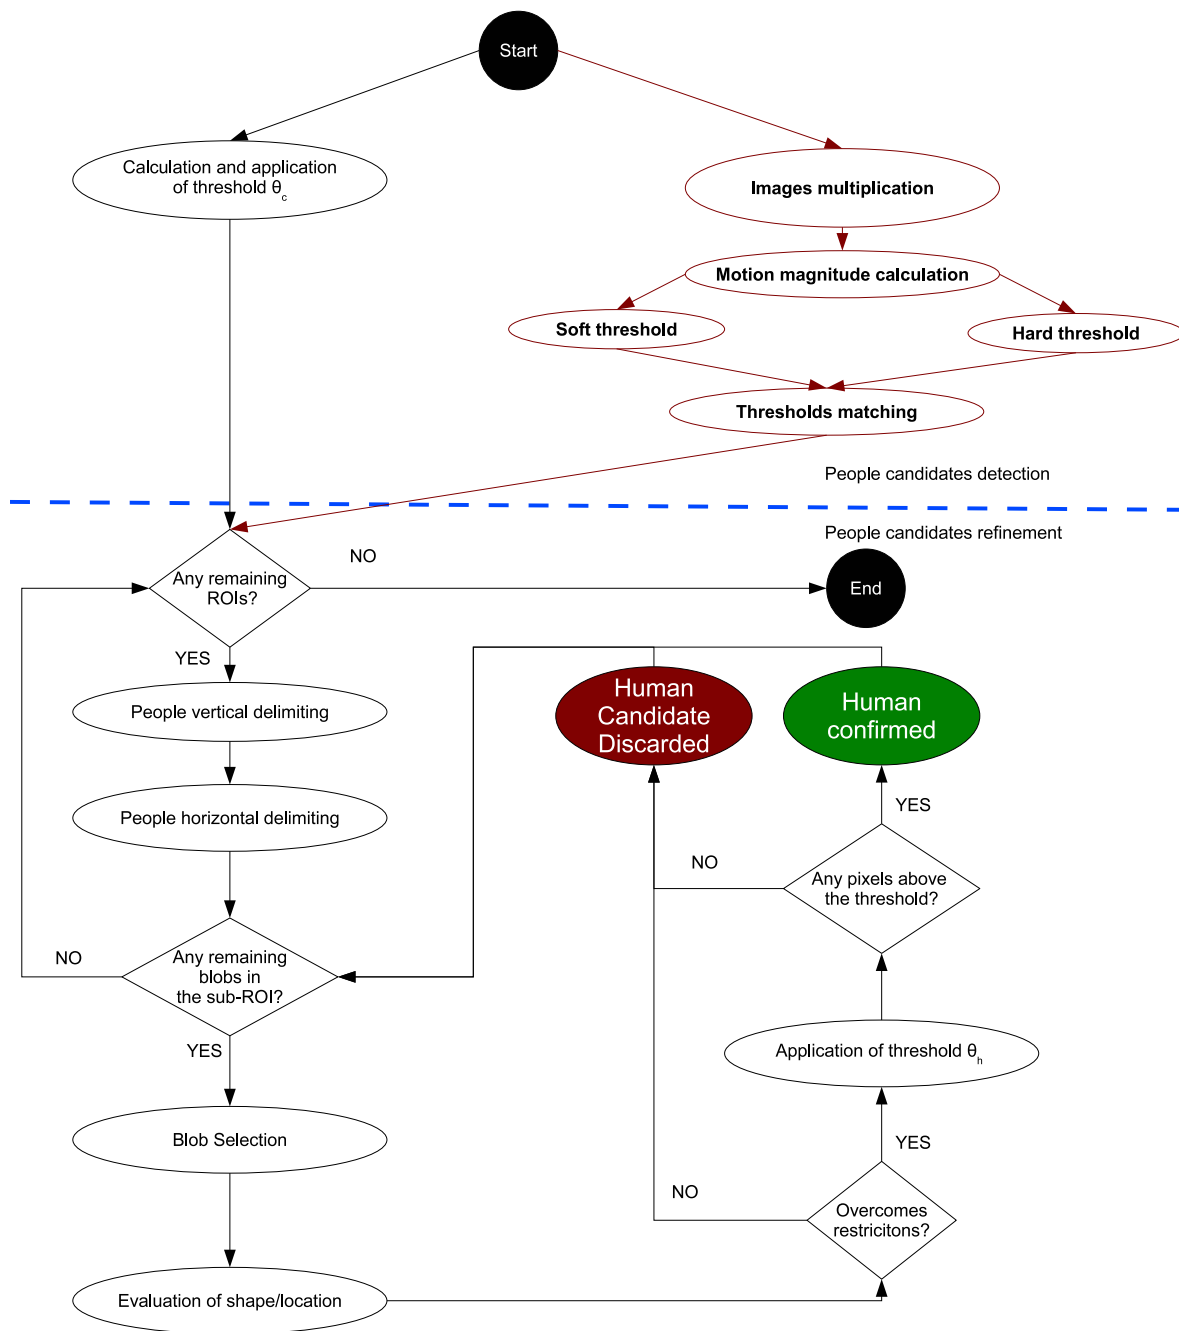 Start
Calculation and application
of threshold θc
Images multiplication
Motion magnitude calculation
Soft threshold
Hard threshold
Thresholds matching
People candidates detection
People candidates refinement
NO
Any remaining
ROIs?
End
YES
Human
Candidate
Discarded
Human
confirmed
People vertical delimiting
People horizontal delimiting
YES
NO
Any pixels above
the threshold?
NO
Any remaining
blobs in
the sub-ROI?
YES
Application of threshold θh
Blob Selection
YES
NO
Overcomes
restricitons?
Evaluation of shape/location